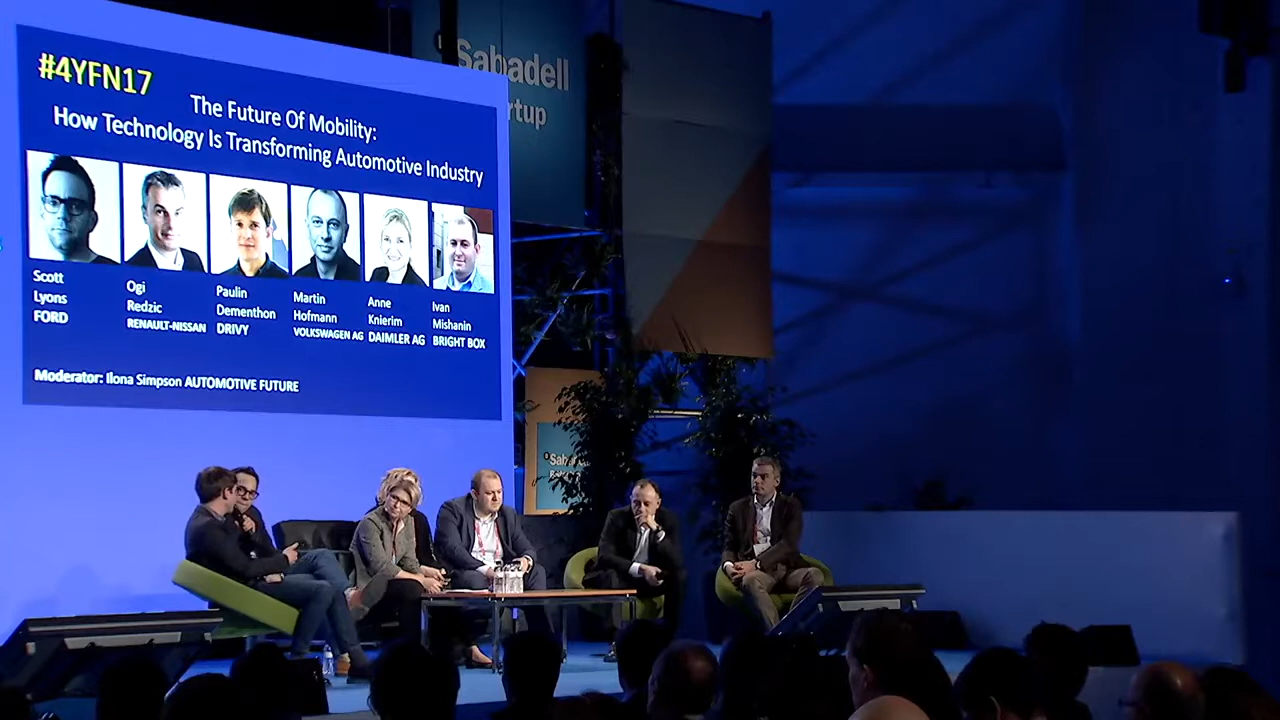 #4YFN17
The Future Of Mobility:
How Technology Is Transforming Automotive Industry
Scott
Lyons
FORD
Ogi
Redzic
RENAULT-NISSAN
Paulin
Dementhon
DRIVY
Martin
Hofmann
VOLKSWAGEN AG
Anne
Knierim
DAIMLER AG
Ivan
Mishanin
BRIGHT BOX
Moderator: Ilona Simpson AUTOMOTIVE FUTURE
Sabadell